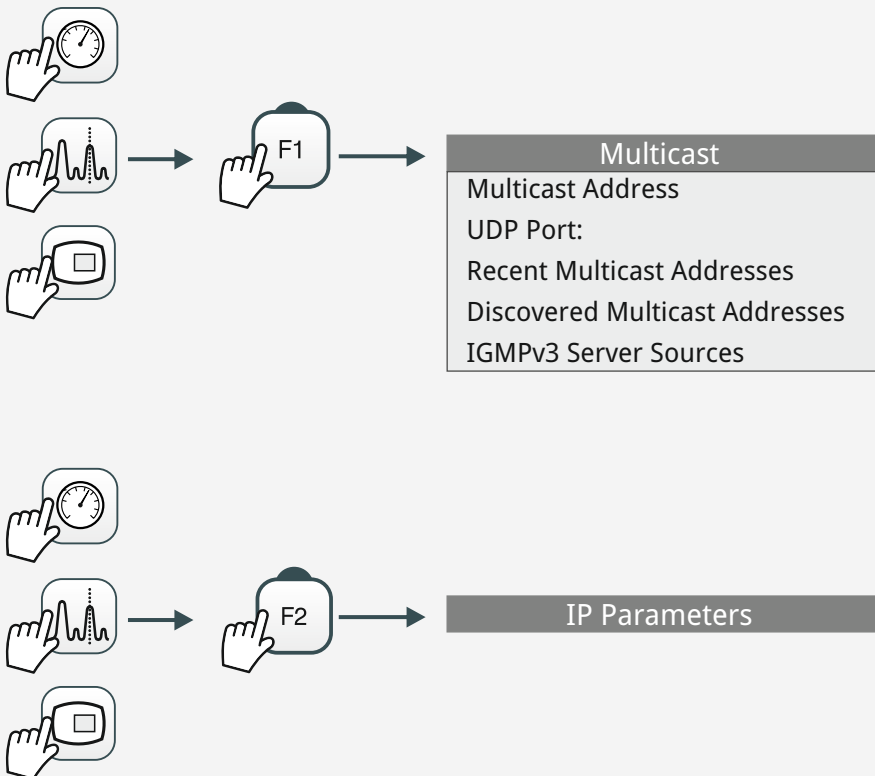 F1
Multicast
Multicast Address
UDP Port:
Recent Multicast Addresses
Discovered Multicast Addresses
IGMPv3 Server Sources
F2
IP Parameters